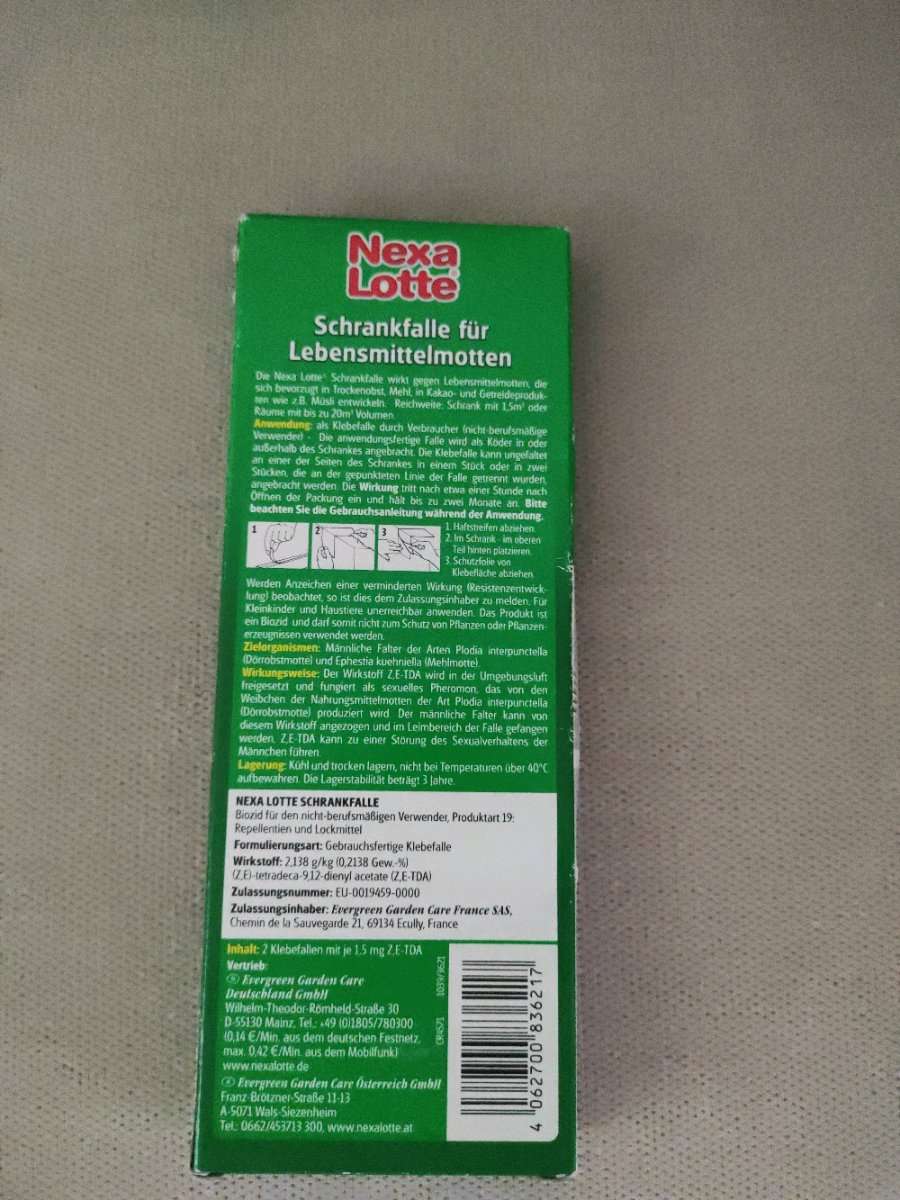 Nexa
Lotte®
Schrankfalle für
Lebensmittelmotten
Die Nexa Lotte® Schrankfalle wirkt gegen Lebensmittelmotten, die
sich bevorzugt in Trockenobst, Mehl, in Kakao- und Getreideproduk-
ten wie z.B. Müsli entwickeln. Reichweite: Schrank mit 1,5m³ oder
Räume mit bis zu 20m³ Volumen.
Anwendung: als Klebefalle durch Verbraucher (nicht-berufsmäßige
Verwender) - Die anwendungsfertige Falle wird als Köder in oder
außerhalb des Schrankes angebracht. Die Klebefalle kann ungefaltet
an einer der Seiten des Schrankes in einem Stück oder in zwei
Stücken, die an der gepunkteten Linie der Falle getrennt wurden,
angebracht werden. Die Wirkung tritt nach etwa einer Stunde nach
Öffnen der Packung ein und hält bis zu zwei Monate an. Bitte
beachten Sie die Gebrauchsanleitung während der Anwendung.
1 2 3
1. Haftstreifen abziehen.
2. Im Schrank - im oberen
Teil hinten platzieren.
3. Schutzfolie von
Klebefläche abziehen.
Werden Anzeichen einer verminderten Wirkung (Resistenzentwick-
lung) beobachtet, so ist dies dem Zulassungsinhaber zu melden. Für
Kleinkinder und Haustiere unerreichbar anwenden. Das Produkt ist
ein Biozid und darf somit nicht zum Schutz von Pflanzen oder Pflanzen-
erzeugnissen verwendet werden.
Zielorganismen: Männliche Falter der Arten Plodia interpunctella
(Dörrobstmotte) und Ephestia kuehniella (Mehlmotte).
Wirkungsweise: Der Wirkstoff Z,E-TDA wird in der Umgebungsluft
freigesetzt und fungiert als sexuelles Pheromon, das von den
Weibchen der Nahrungsmittelmotten der Art Plodia interpunctella
(Dörrobstmotte) produziert wird. Der männliche Falter kann von
diesem Wirkstoff angezogen und im Leimbereich der Falle gefangen
werden. Z,E-TDA kann zu einer Störung des Sexualverhaltens der
Männchen führen.
Lagerung: Kühl und trocken lagern, nicht bei Temperaturen über 40°C
aufbewahren. Die Lagerstabilität beträgt 3 Jahre.
NEXA LOTTE SCHRANKFALLE
Biozid für den nicht-berufsmäßigen Verwender, Produktart 19:
Repellentien und Lockmittel
Formulierungsart: Gebrauchsfertige Klebefalle
Wirkstoff: 2,138 g/kg (0,2138 Gew.-%)
(Z,E)-tetradeca-9,12-dienyl acetate (Z,E-TDA)
Zulassungsnummer: EU-0019459-0000
Zulassungsinhaber: Evergreen Garden Care France SAS,
Chemin de la Sauvegarde 21, 69134 Ecully, France
Inhalt: 2 Klebefallen mit je 1,5 mg Z,E-TDA
Vertrieb:
Evergreen Garden Care
Deutschland GmbH
Wilhelm-Theodor-Römheld-Straße 30
D-55130 Mainz, Tel.: +49 (0)1805/780300
(0,14 €/Min. aus dem deutschen Festnetz,
max. 0,42 €/Min. aus dem Mobilfunk)
www.nexalotte.de
Evergreen Garden Care Österreich GmbH
Franz-Brötzner-Straße 11-13
A-5071 Wals-Siezenheim
Tel.: 0662/453713 300, www.nexalotte.at
1039/9621
4 062700 836217